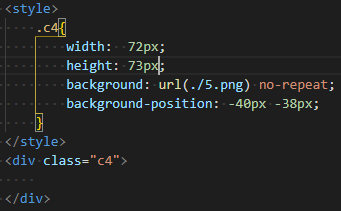 <style>
.c4{
width: 72px;
height: 73px;
background: url(./5.png) no-repeat;
background-position: -40px -38px;
}
</style>
<div class="c4">
</div>